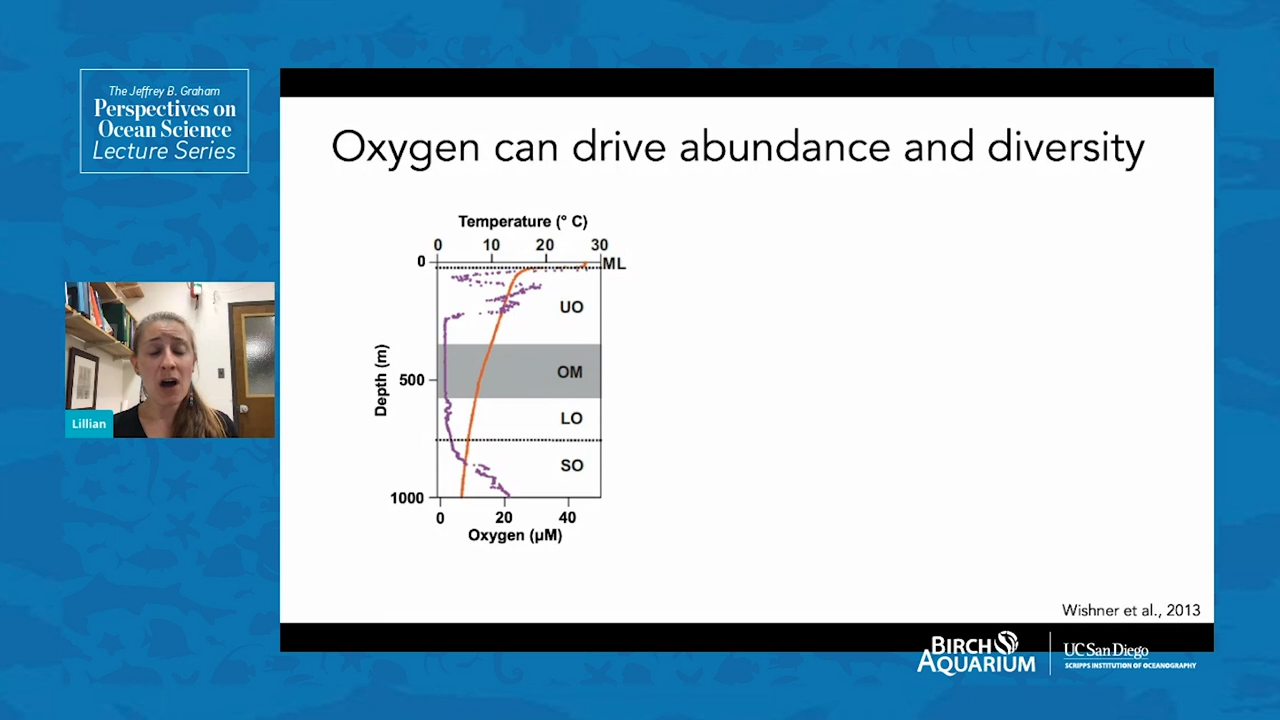 The Jeffrey B. Graham
Perspectives on
Ocean Science
Lecture Series
Oxygen can drive abundance and diversity
Temperature (° C)
0 10 20 30
0
ML
UO
OM
500
LO
SO
1000
Depth (m)
0 20 40
Oxygen (µM)
Lillian
Wishner et al., 2013
BIRCH
AQUARIUM
UC San Diego
SCRIPPS INSTITUTION OF OCEANOGRAPHY